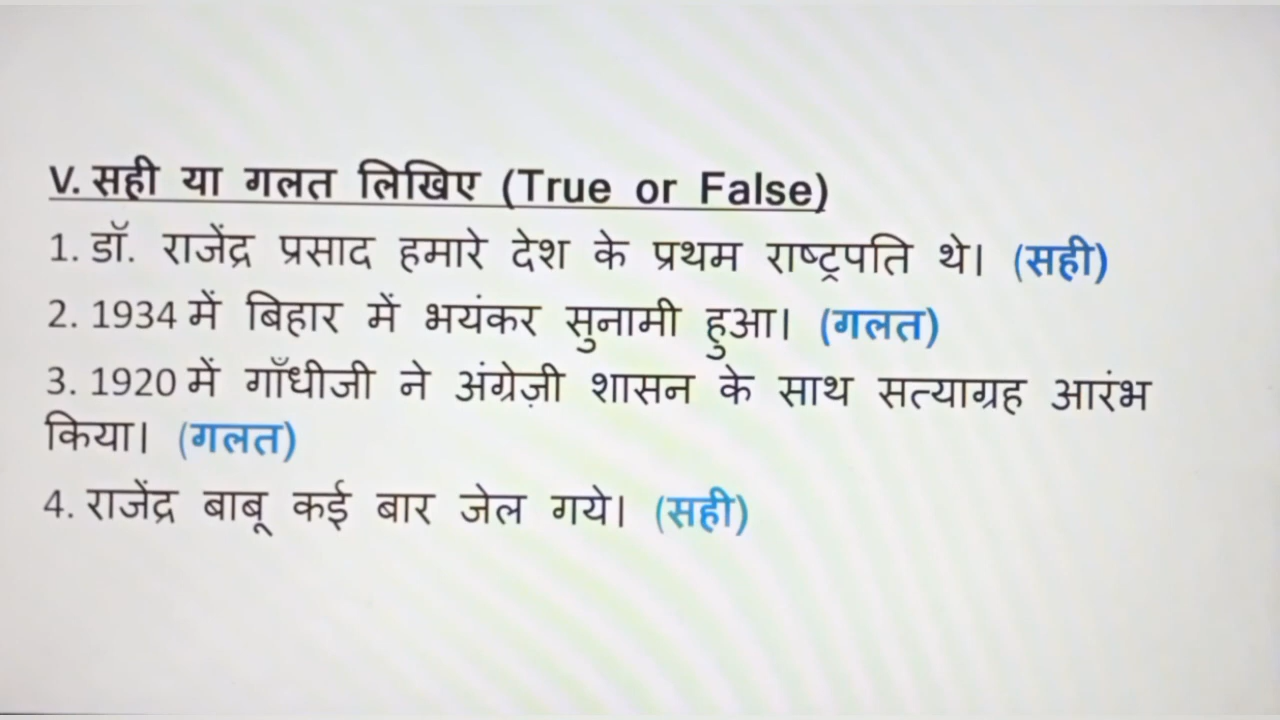 V. सही या गलत लिखिए (True or False)
1. डॉ. राजेंद्र प्रसाद हमारे देश के प्रथम राष्ट्रपति थे। (सही)
2. 1934 में बिहार में भयंकर सुनामी हुआ। (गलत)
3. 1920 में गाँधीजी ने अंग्रेज़ी शासन के साथ सत्याग्रह आरंभ
किया। (गलत)
4. राजेंद्र बाबू कई बार जेल गये। (सही)